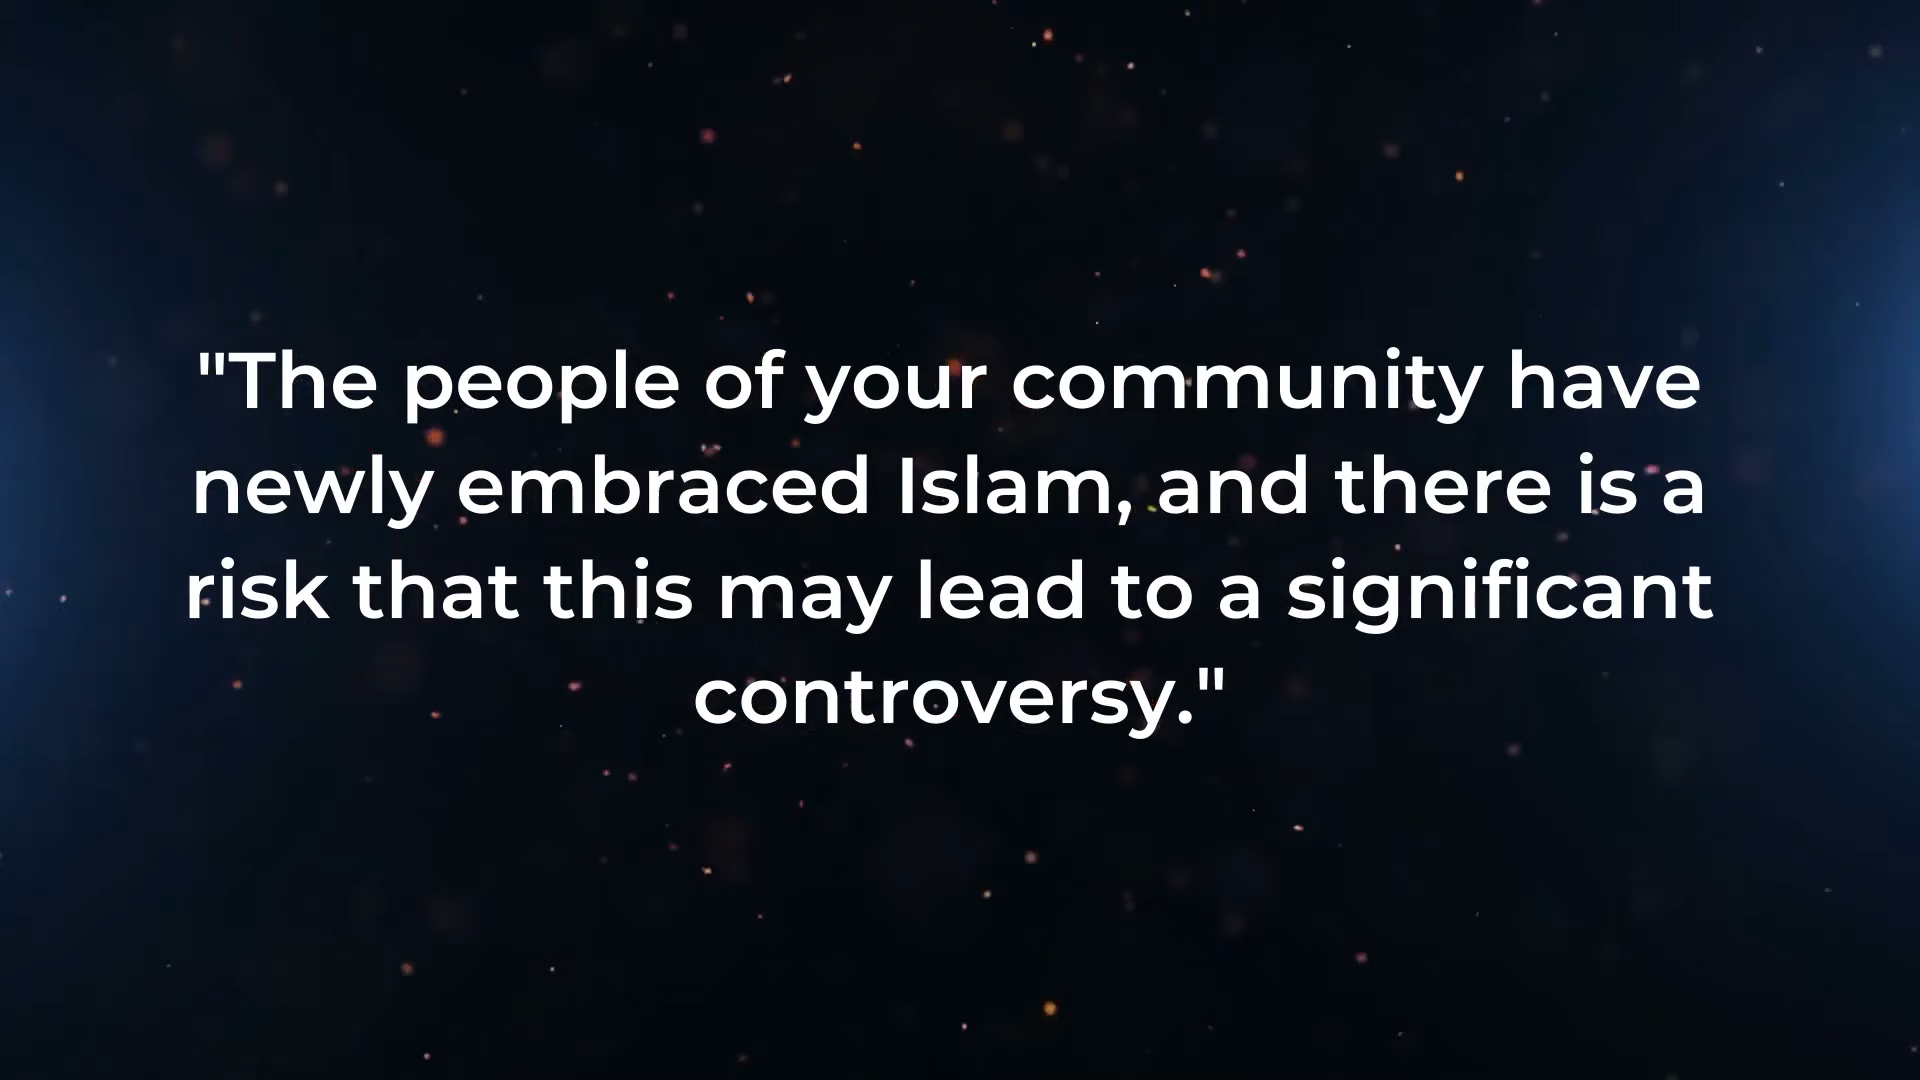 "The people of your community have
newly embraced Islam, and there is a
risk that this may lead to a significant
controversy."